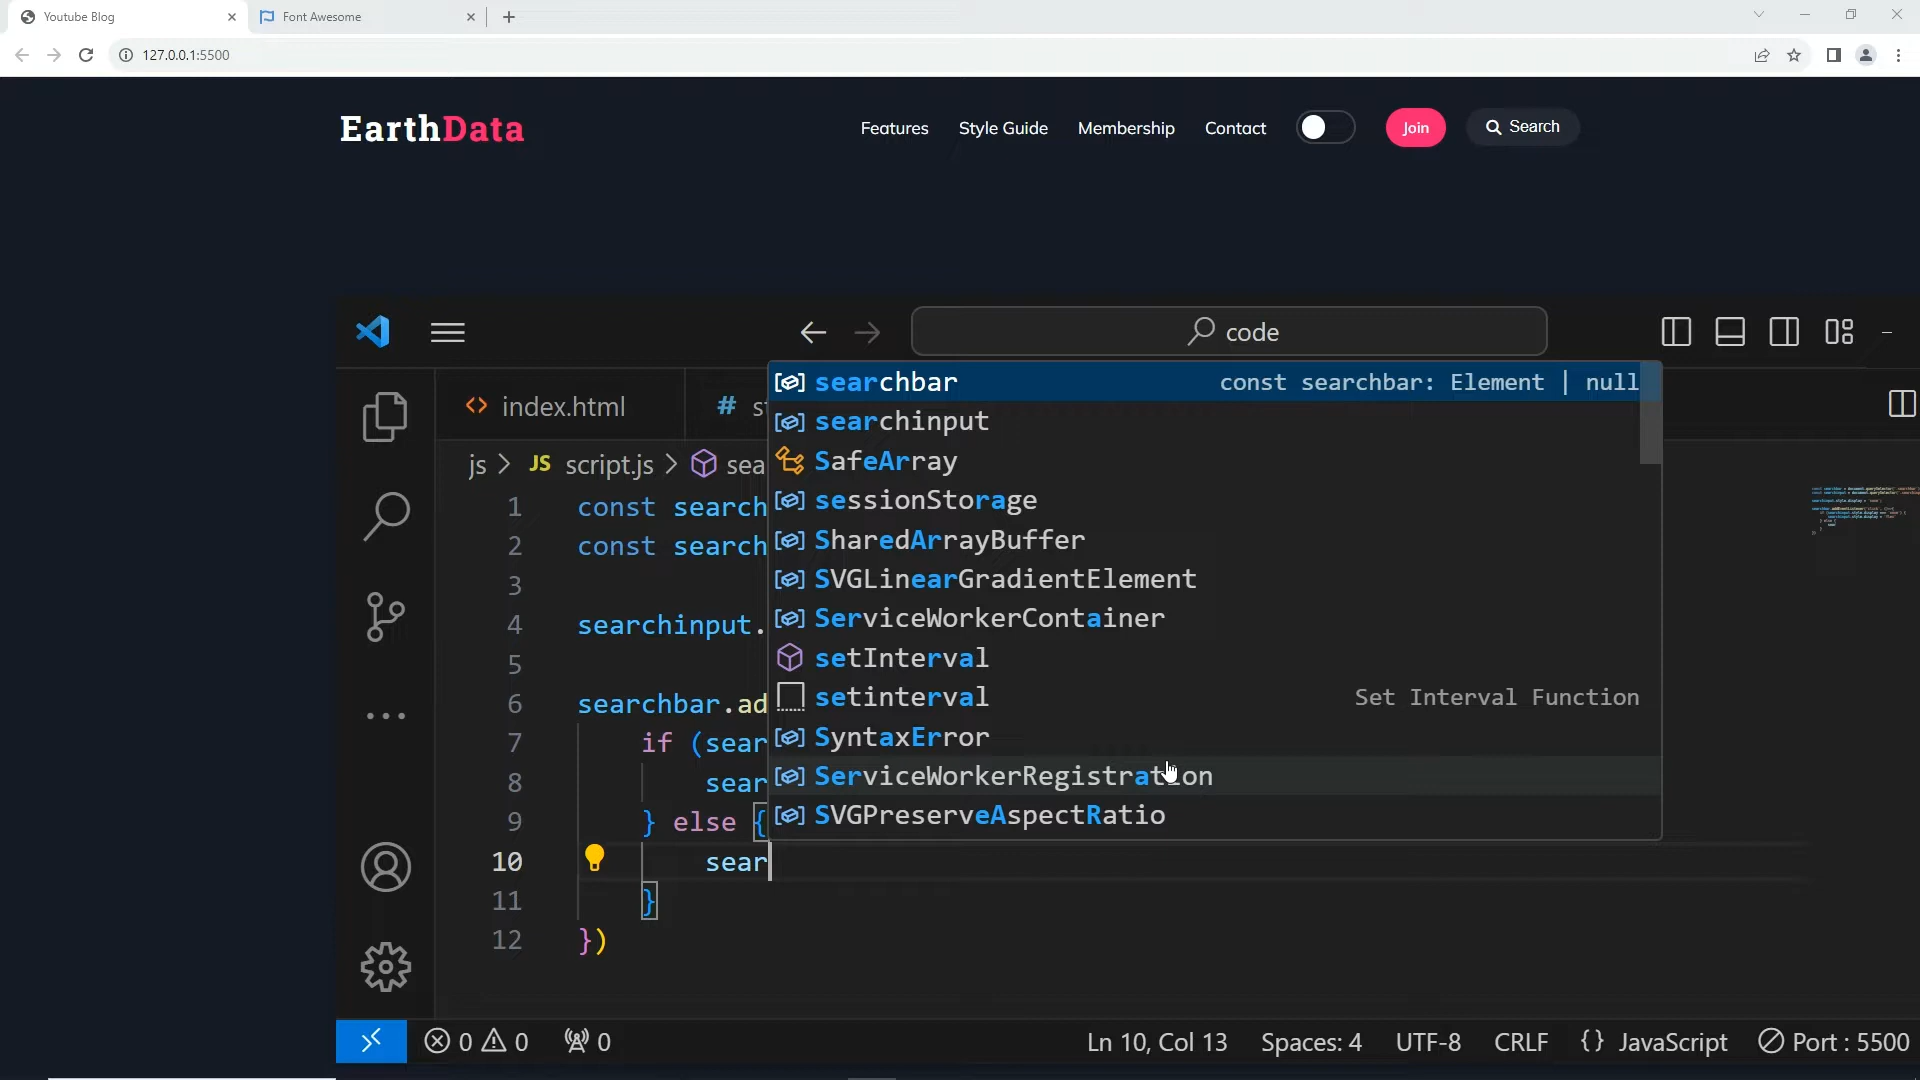 Youtube Blog
Font Awesome
127.0.0.1:5500
EarthData
Features
Style Guide
Membership
Contact
Join
Search
code
index.html
# st
js > JS script.js > sea
searchbar const searchbar: Element | null
searchinput
SafeArray
sessionStorage
SharedArrayBuffer
SVGLinearGradientElement
ServiceWorkerContainer
setInterval
setinterval Set Interval Function
SyntaxError
ServiceWorkerRegistration
SVGPreserveAspectRatio
1 const search
2 const search
3
4 searchinput.
5
6 searchbar.ad
7 if (sear
8 sear
9 } else {
10 sear
11 }
12 })
0 0 0
Ln 10, Col 13
Spaces: 4
UTF-8
CRLF
{} JavaScript
Port : 5500